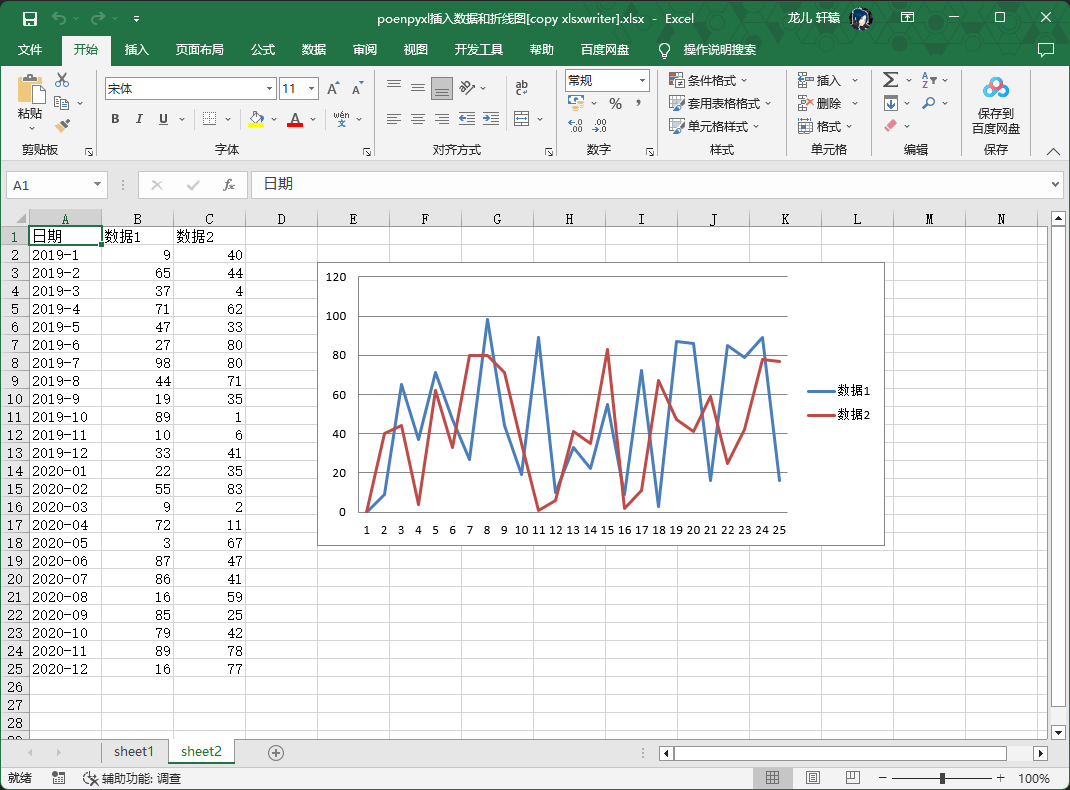 poenpyxl插入数据和折线图[copy xlsxwriter].xlsx - Excel 龙儿 轩辕
文件 开始 插入 页面布局 公式 数据 审阅 视图 开发工具 帮助 百度网盘 操作说明搜索
粘贴
剪贴板
宋体 11 A A
B I U A wén 文
字体
ab c
对齐方式
常规
% ,
.0 .00 .00 .0
数字
条件格式
套用表格格式
单元格样式
样式
插入
删除
格式
单元格
Σ A Z
编辑
保存到
百度网盘
保存
A1 fx 日期
A B C D E F G H I J K L M N
1 日期 数据1 数据2
2 2019-1 9 40
3 2019-2 65 44
4 2019-3 37 4
5 2019-4 71 62
6 2019-5 47 33
7 2019-6 27 80
8 2019-7 98 80
9 2019-8 44 71
10 2019-9 19 35
11 2019-10 89 1
12 2019-11 10 6
13 2019-12 33 41
14 2020-01 22 35
15 2020-02 55 83
16 2020-03 9 2
17 2020-04 72 11
18 2020-05 3 67
19 2020-06 87 47
20 2020-07 86 41
21 2020-08 16 59
22 2020-09 85 25
23 2020-10 79 42
24 2020-11 89 78
25 2020-12 16 77
26
27
28
120
100
80
60
40
20
0
1 2 3 4 5 6 7 8 9 10 11 12 13 14 15 16 17 18 19 20 21 22 23 24 25
数据1
数据2
sheet1 sheet2
就绪 辅助功能: 调查 100%